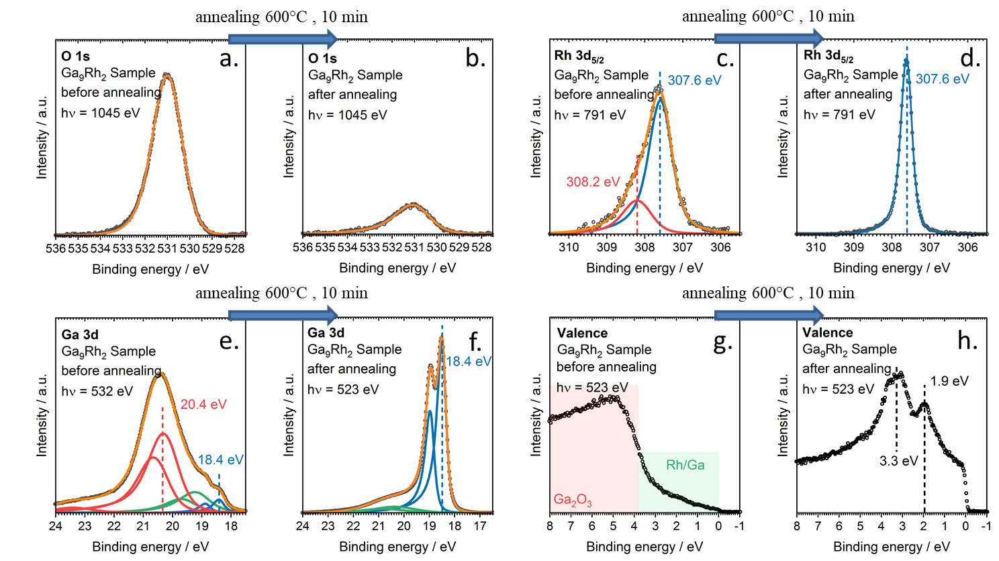 annealing 600°C , 10 min
annealing 600°C , 10 min
O 1s
Ga9Rh2 Sample
before annealing
hν = 1045 eV
a.
Intensity / a.u.
536 535 534 533 532 531 530 529 528
Binding energy / eV
O 1s
Ga9Rh2 Sample
after annealing
hν = 1045 eV
b.
Intensity / a.u.
536 535 534 533 532 531 530 529 528
Binding energy / eV
Rh 3d5/2
Ga9Rh2 Sample
before annealing
hν = 791 eV
c.
307.6 eV
308.2 eV
Intensity / a.u.
310 309 308 307 306
Binding energy / eV
Rh 3d5/2
Ga9Rh2 Sample
after annealing
hν = 791 eV
d.
307.6 eV
Intensity / a.u.
310 309 308 307 306
Binding energy / eV
annealing 600°C , 10 min
annealing 600°C , 10 min
Ga 3d
Ga9Rh2 Sample
before annealing
hν = 532 eV
e.
20.4 eV
18.4 eV
Intensity / a.u.
24 23 22 21 20 19 18
Binding energy / eV
Ga 3d
Ga9Rh2 Sample
after annealing
hν = 523 eV
f.
18.4 eV
Intensity / a.u.
24 23 22 21 20 19 18 17
Binding energy / eV
Valence
Ga9Rh2 Sample
before annealing
hν = 523 eV
g.
Rh/Ga
Ga2O3
Intensity / a.u.
8 7 6 5 4 3 2 1 0 -1
Binding energy / eV
Valence
Ga9Rh2 Sample
after annealing
hν = 523 eV
h.
1.9 eV
3.3 eV
Intensity / a.u.
8 7 6 5 4 3 2 1 0 -1
Binding energy / eV